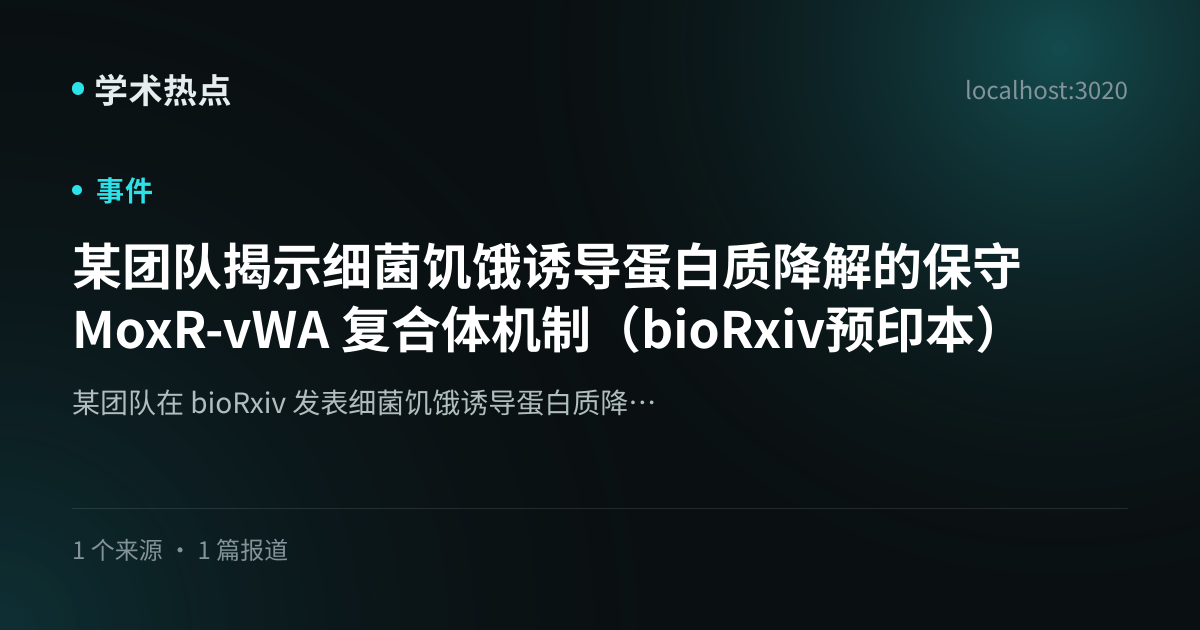 学术热点
localhost:3020
事件
某团队揭示细菌饥饿诱导蛋白质降解的保守
MoxR-vWA 复合体机制（bioRxiv预印本）
某团队在 bioRxiv 发表细菌饥饿诱导蛋白质降…
1 个来源 · 1 篇报道